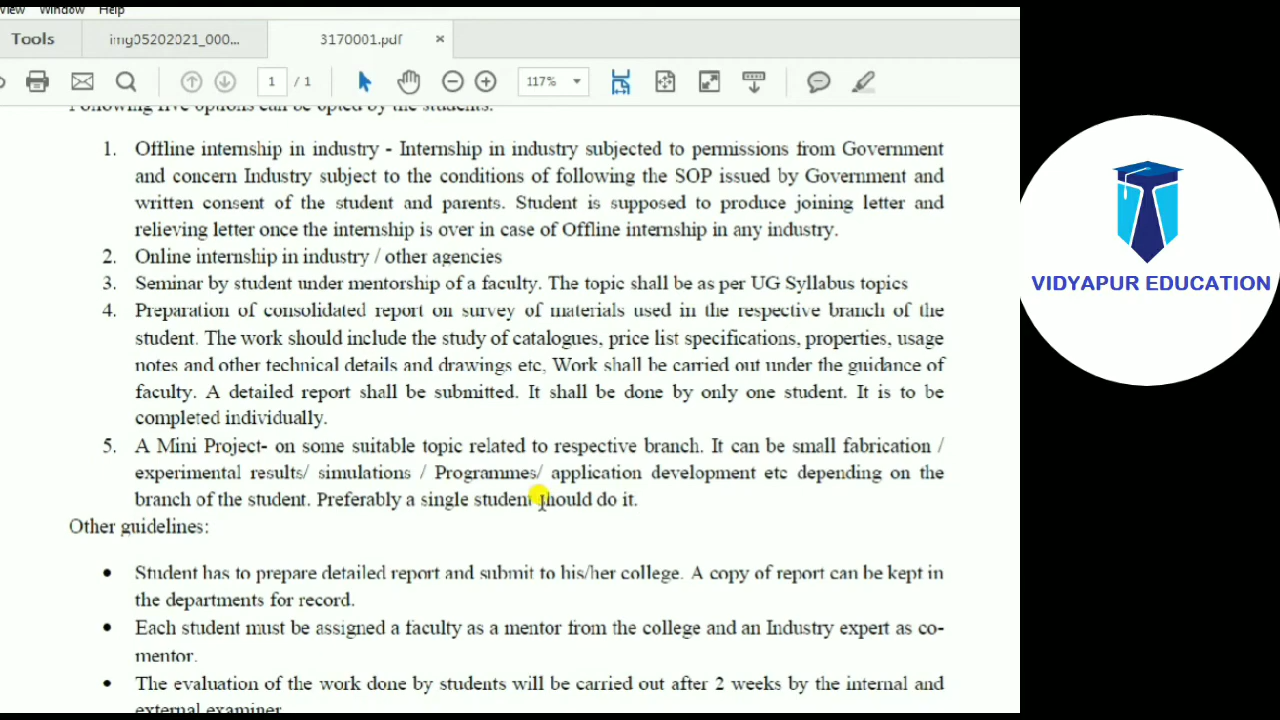 View Window Help
Tools img05202021_000... 3170001.pdf ×
1 / 1 117%
Following five options can be opted by the students.
1. Offline internship in industry - Internship in industry subjected to permissions from Government
and concern Industry subject to the conditions of following the SOP issued by Government and
written consent of the student and parents. Student is supposed to produce joining letter and
relieving letter once the internship is over in case of Offline internship in any industry.
2. Online internship in industry / other agencies
3. Seminar by student under mentorship of a faculty. The topic shall be as per UG Syllabus topics
4. Preparation of consolidated report on survey of materials used in the respective branch of the
student. The work should include the study of catalogues, price list specifications, properties, usage
notes and other technical details and drawings etc, Work shall be carried out under the guidance of
faculty. A detailed report shall be submitted. It shall be done by only one student. It is to be
completed individually.
5. A Mini Project- on some suitable topic related to respective branch. It can be small fabrication /
experimental results/ simulations / Programmes/ application development etc depending on the
branch of the student. Preferably a single student should do it.
Other guidelines:
• Student has to prepare detailed report and submit to his/her college. A copy of report can be kept in
the departments for record.
• Each student must be assigned a faculty as a mentor from the college and an Industry expert as co-
mentor.
• The evaluation of the work done by students will be carried out after 2 weeks by the internal and
external examiner
VIDYAPUR EDUCATION